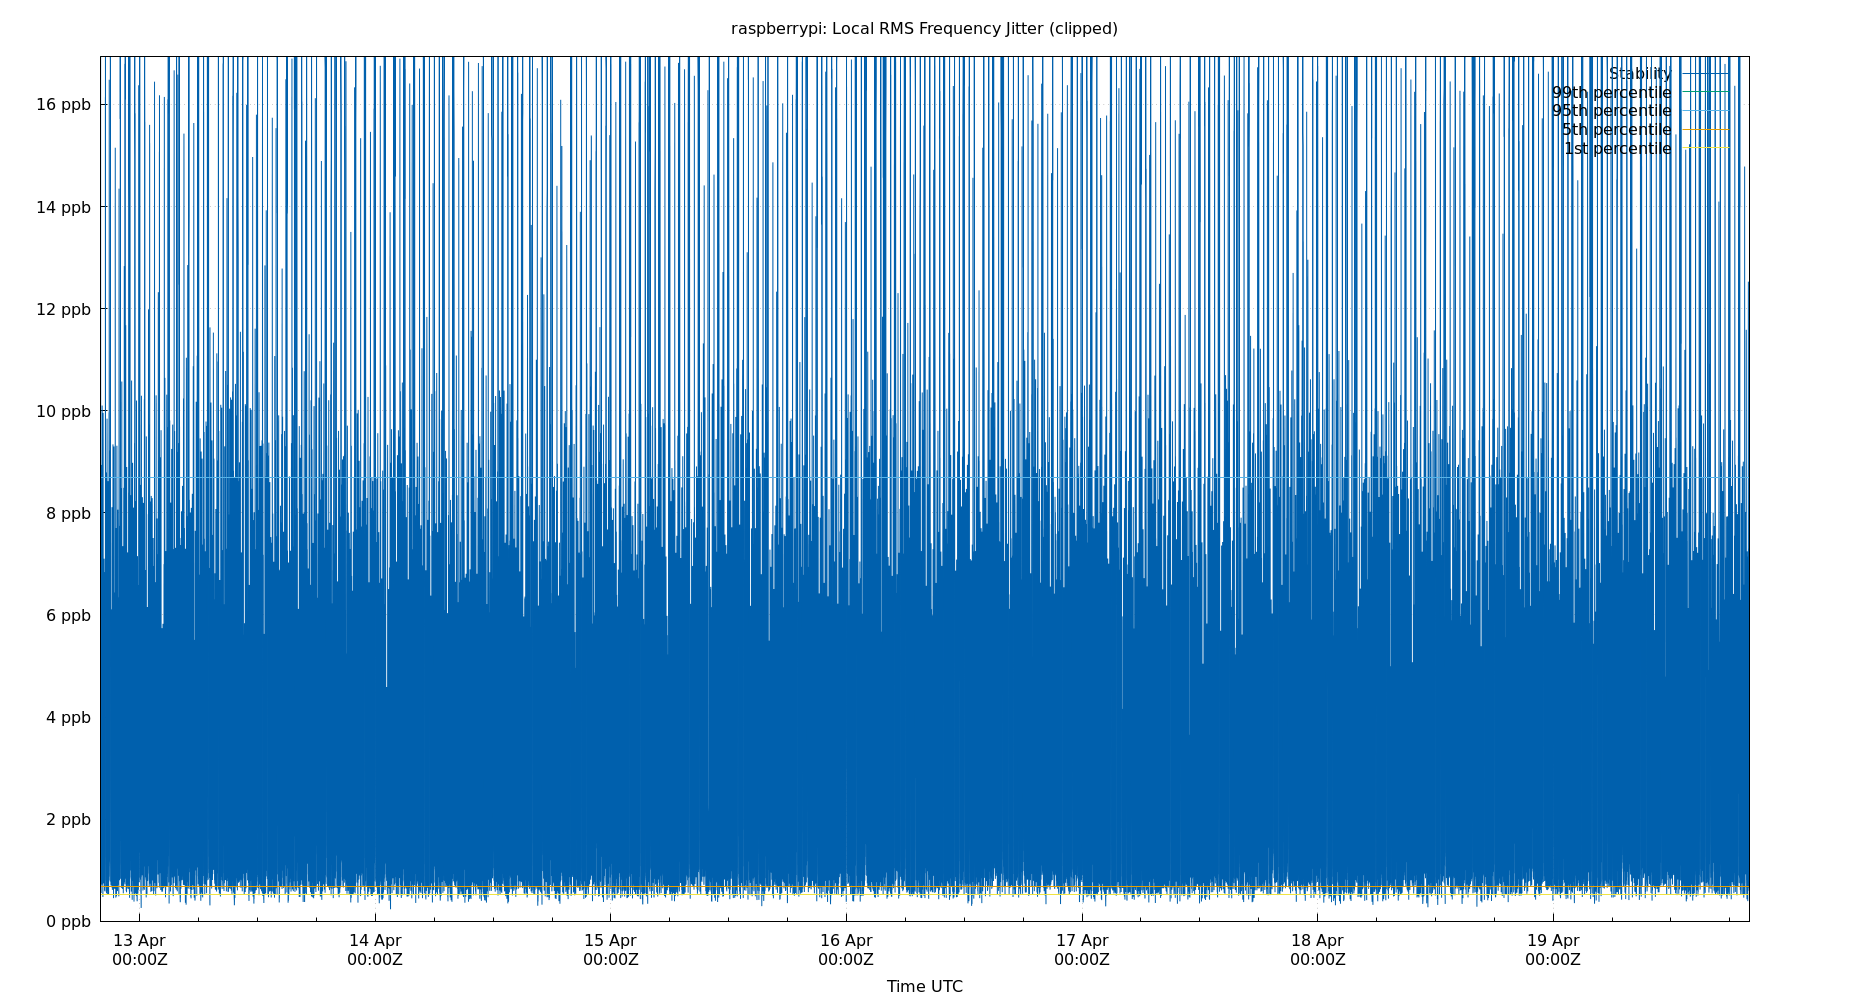 raspberrypi: Local RMS Frequency Jitter (clipped)
Stability
99th percentile
95th percentile
5th percentile
1st percentile
16 ppb
14 ppb
12 ppb
10 ppb
8 ppb
6 ppb
4 ppb
2 ppb
0 ppb
13 Apr 14 Apr 15 Apr 16 Apr 17 Apr 18 Apr 19 Apr
00:00Z 00:00Z 00:00Z 00:00Z 00:00Z 00:00Z 00:00Z
Time UTC